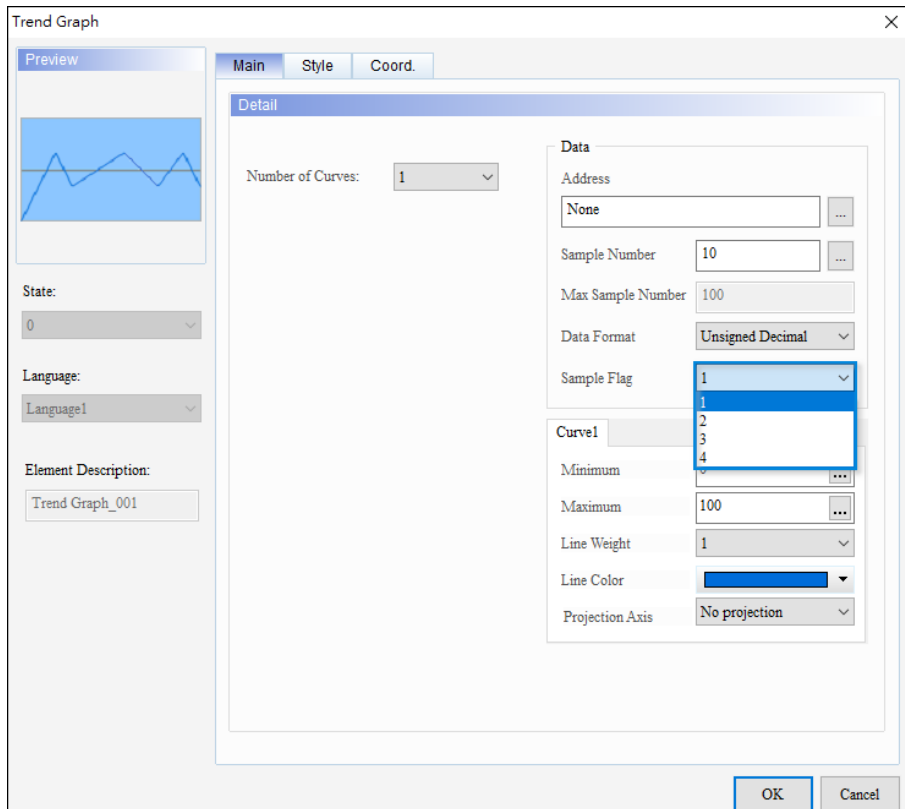 Trend Graph
Preview
State:
0
Language:
Language1
Element Description:
Trend Graph_001
Main Style Coord.
Detail
Number of Curves: 1
Data
Address
None ...
Sample Number 10 ...
Max Sample Number 100
Data Format Unsigned Decimal
Sample Flag 1
1
2
3
4
Curve1
Minimum ...
Maximum 100 ...
Line Weight 1
Line Color
Projection Axis No projection
OK Cancel